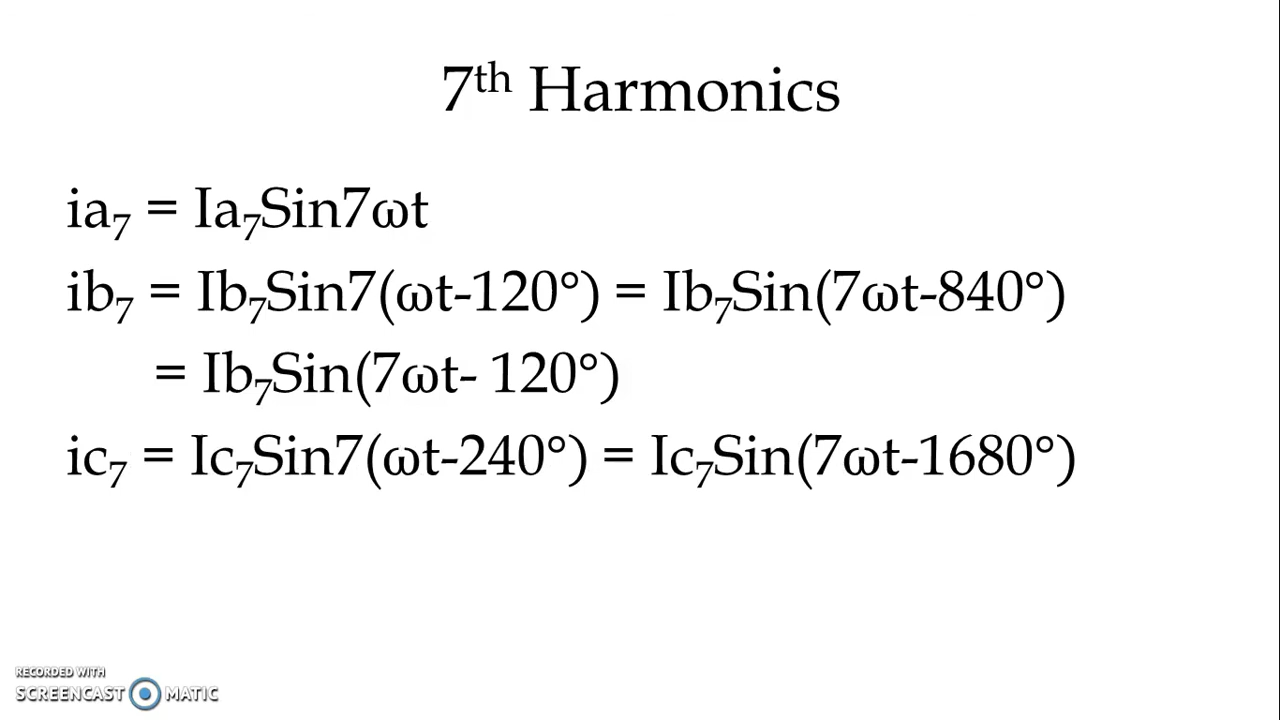 7th Harmonics
ia₇ = Ia₇Sin7ωt
ib₇ = Ib₇Sin7(ωt-120°) = Ib₇Sin(7ωt-840°)
= Ib₇Sin(7ωt- 120°)
ic₇ = Ic₇Sin7(ωt-240°) = Ic₇Sin(7ωt-1680°)
RECORDED WITH
SCREENCAST MATIC